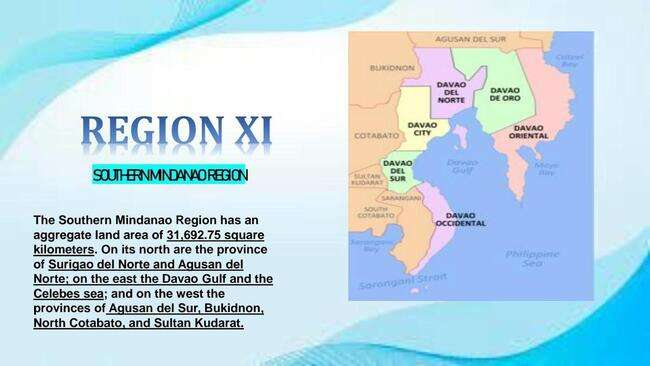 REGION XI
SOUTHERN MINDANAO REGION
The Southern Mindanao Region has an
aggregate land area of 31,692.75 square
kilometers. On its north are the province
of Surigao del Norte and Agusan del
Norte; on the east the Davao Gulf and the
Celebes sea; and on the west the
provinces of Agusan del Sur, Bukidnon,
North Cotabato, and Sultan Kudarat.
AGUSAN DEL SUR
BUKIDNON
DAVAO
DEL
NORTE
DAVAO
DE ORO
DAVAO
CITY
DAVAO
ORIENTAL
COTABATO
DAVAO
DEL
SUR
Davao
Gulf
SULTAN
KUDARAT
SARANGANI
SOUTH
COTABATO
DAVAO
OCCIDENTAL
Bay
Bay
Bay
Philippine
Sea
Sarangani Strait